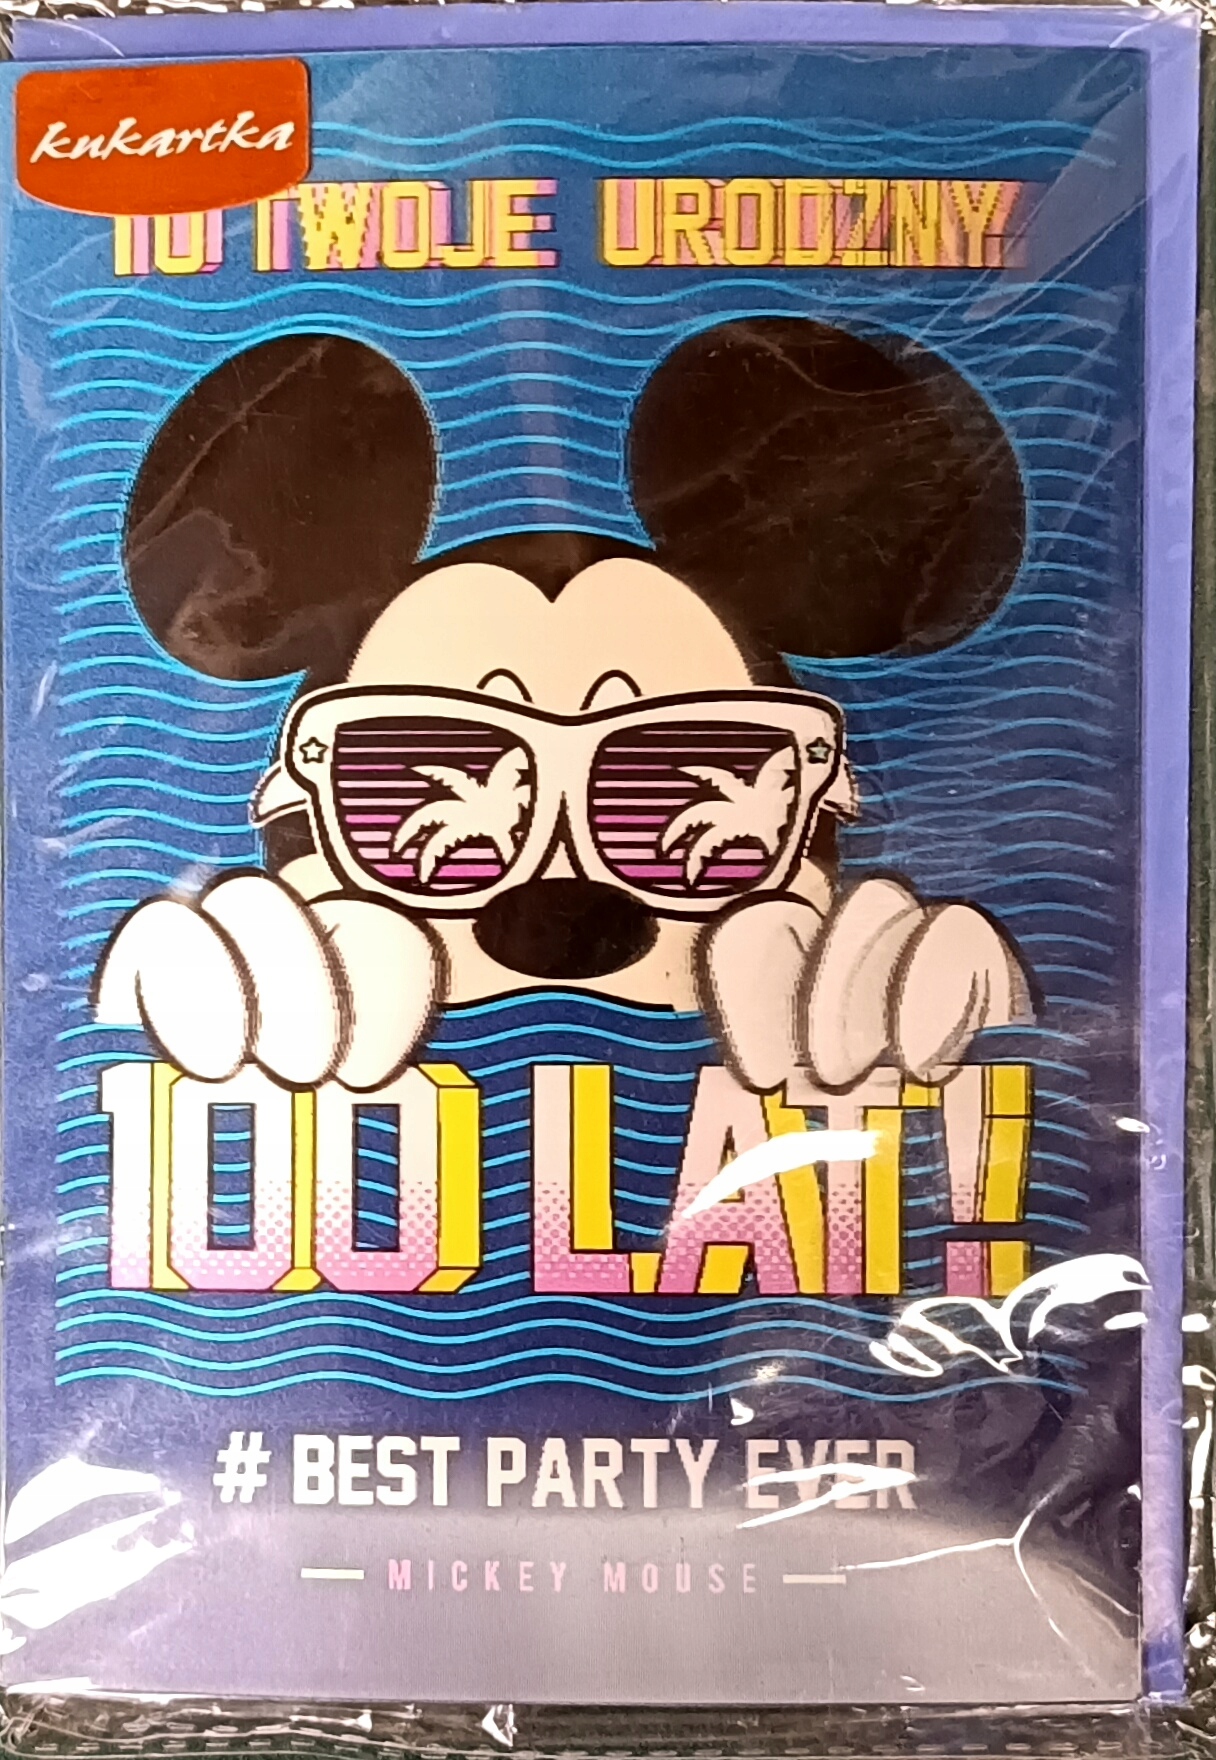 kukartka
TO TWOJE URODZINY!
100 LAT!
# BEST PARTY EVER
MICKEY MOUSE